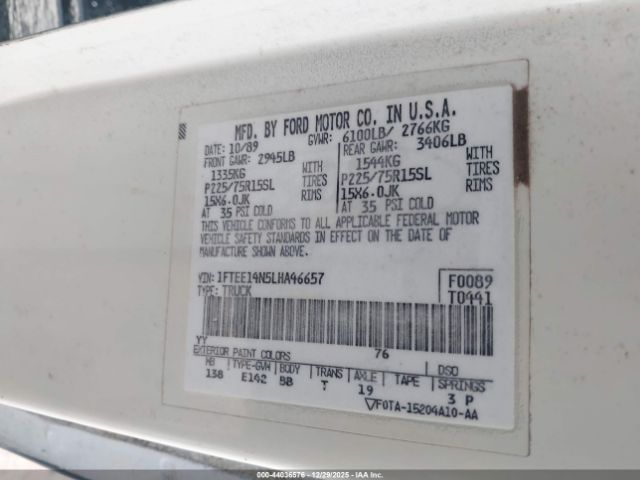 MFD. BY FORD MOTOR CO. IN U.S.A.
DATE: 10/89 GVWR: 6100LB/ 2766KG
FRONT GAWR: 2945LB REAR GAWR: 3406LB
1335KG WITH 1544KG WITH
P225/75R15SL TIRES P225/75R15SL TIRES
15X6.0JK RIMS 15X6.0JK RIMS
AT 35 PSI COLD AT 35 PSI COLD
THIS VEHICLE CONFORMS TO ALL APPLICABLE FEDERAL MOTOR
VEHICLE SAFETY STANDARDS IN EFFECT ON THE DATE OF
MANUFACTURE SHOWN ABOVE.
VIN: 1FTEE14N5LHA46657 F0089
TYPE: TRUCK T0441
YY 76
EXTERIOR PAINT COLORS DSO
WB TYPE-GVW BODY TRANS AXLE TAPE SPRINGS
138 E142 BB T 19 3 P
F0TA-15204A10-AA
000-44036576 - 12/29/2025 - IAA, Inc.